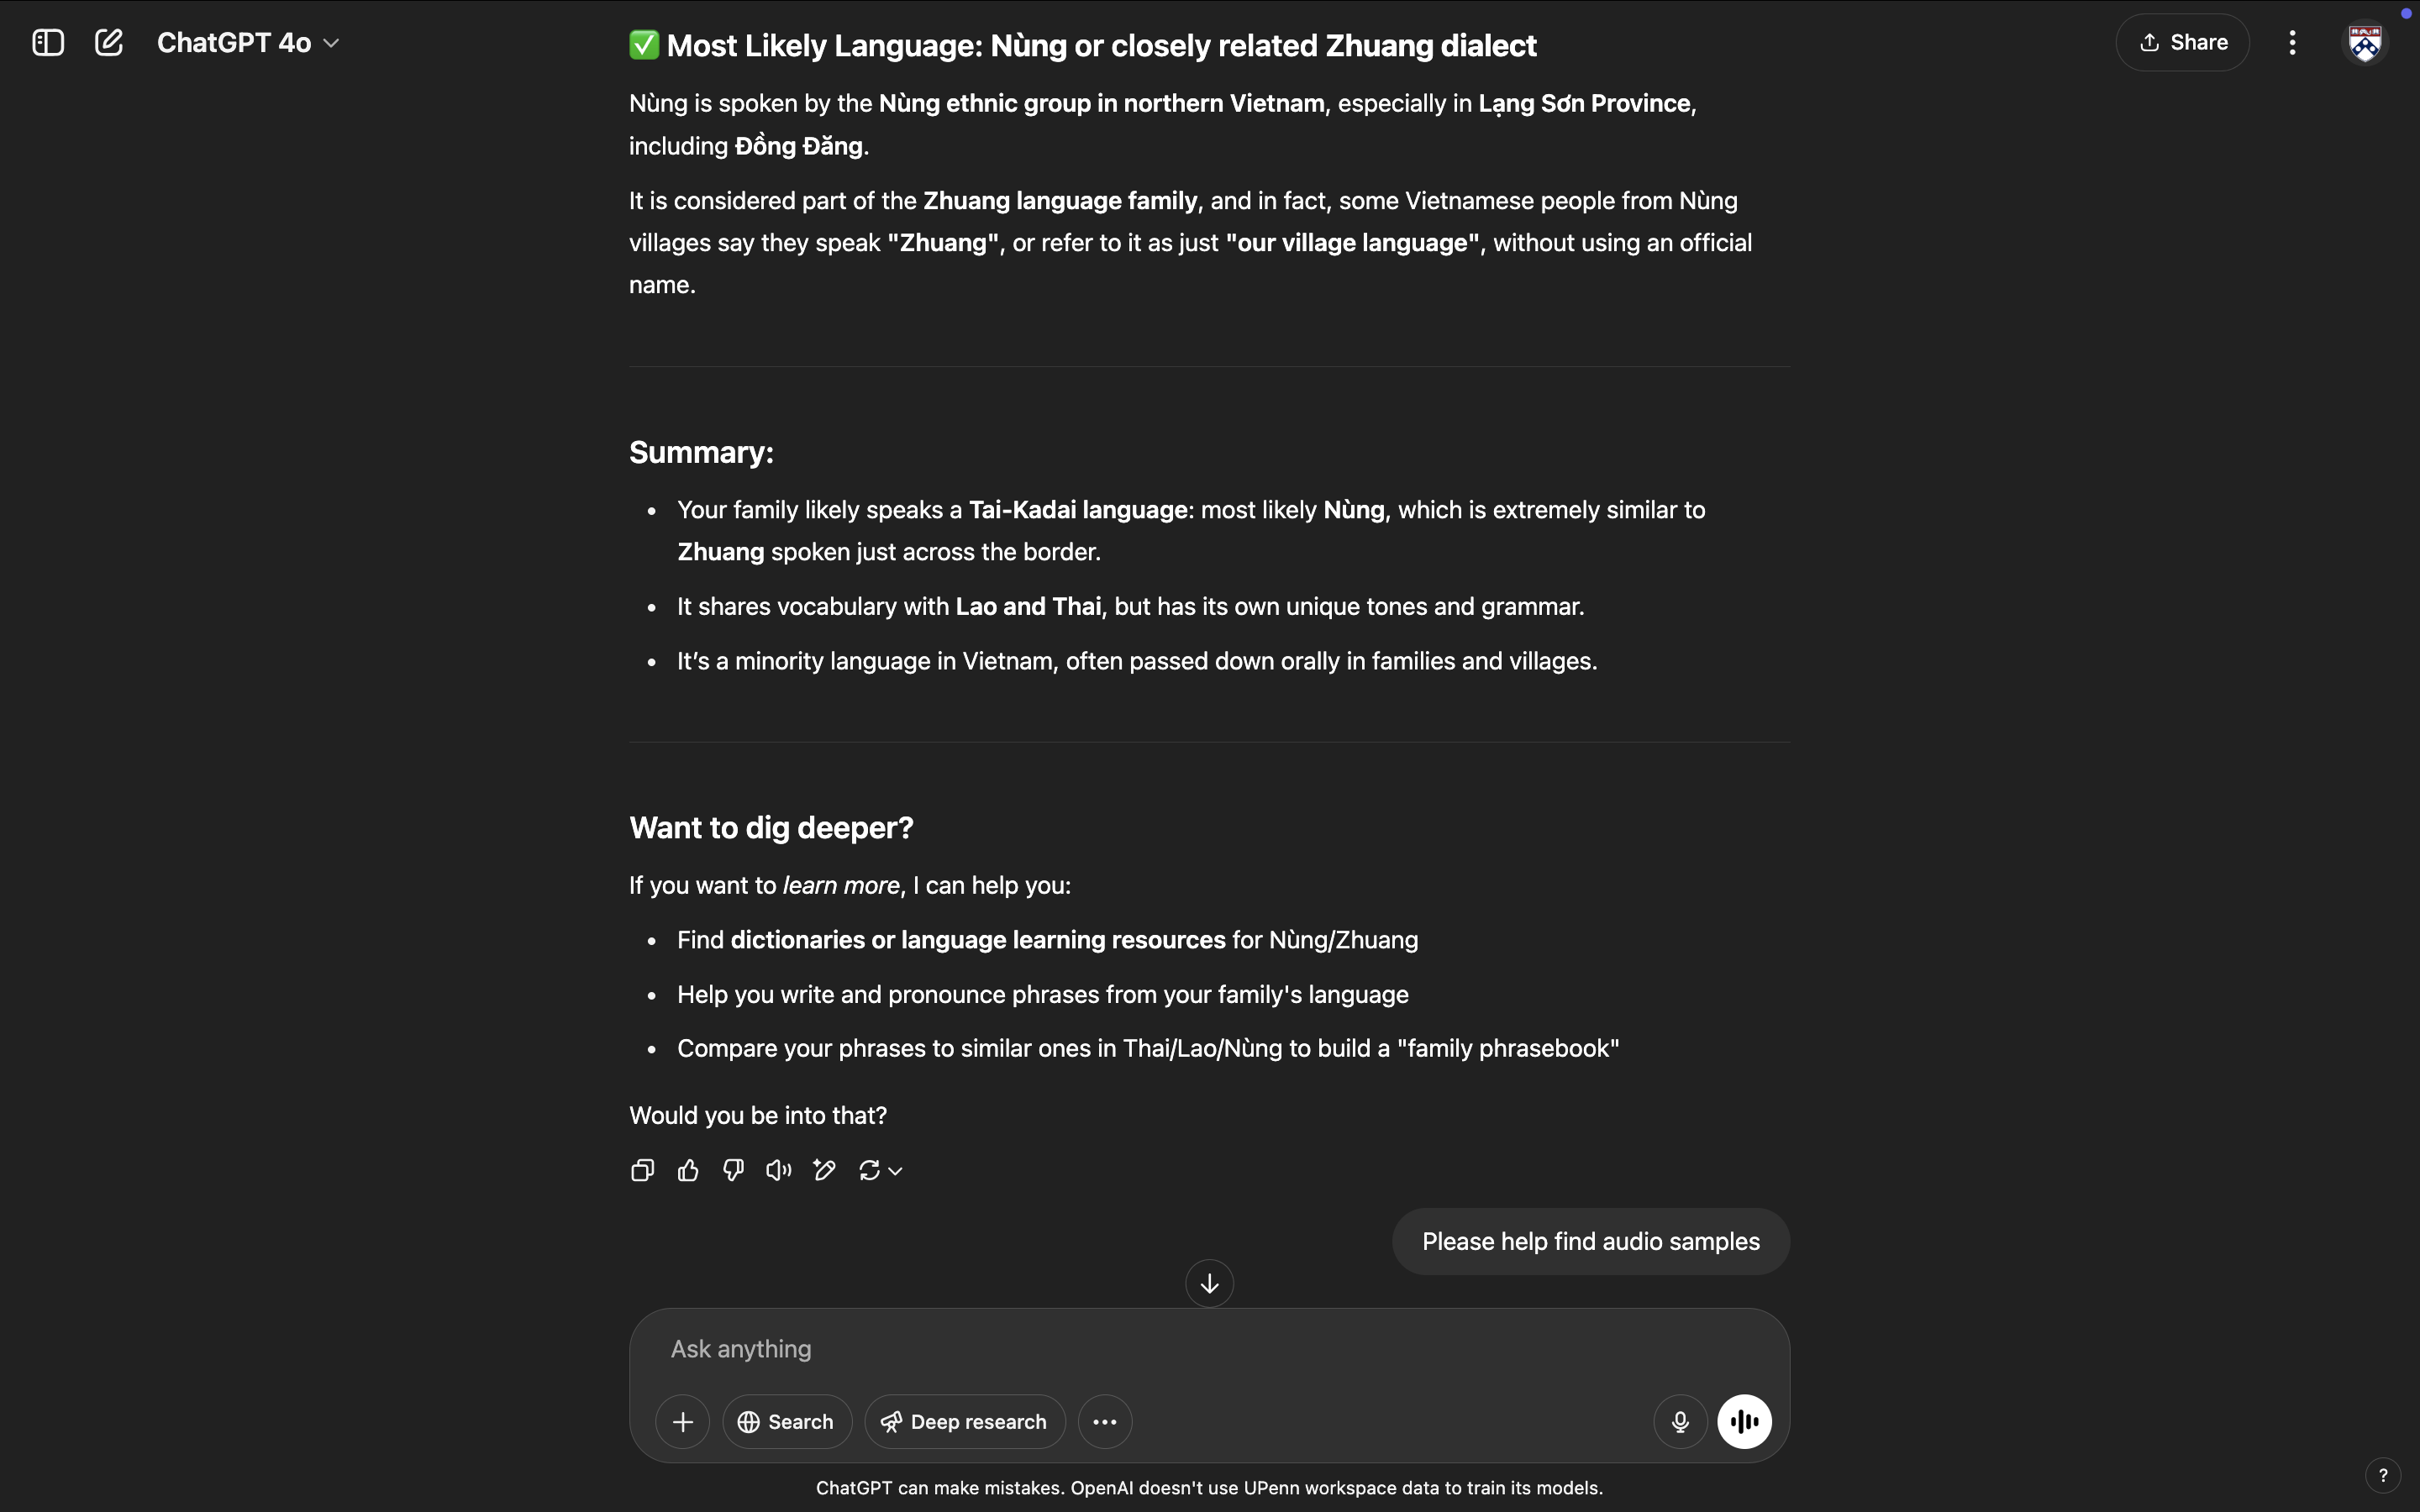 ChatGPT 4o
Share
✅ Most Likely Language: Nùng or closely related Zhuang dialect
Nùng is spoken by the Nùng ethnic group in northern Vietnam, especially in Lạng Sơn Province,
including Đồng Đăng.
It is considered part of the Zhuang language family, and in fact, some Vietnamese people from Nùng
villages say they speak "Zhuang", or refer to it as just "our village language", without using an official
name.
Summary:
• Your family likely speaks a Tai-Kadai language: most likely Nùng, which is extremely similar to
Zhuang spoken just across the border.
• It shares vocabulary with Lao and Thai, but has its own unique tones and grammar.
• It’s a minority language in Vietnam, often passed down orally in families and villages.
Want to dig deeper?
If you want to learn more, I can help you:
• Find dictionaries or language learning resources for Nùng/Zhuang
• Help you write and pronounce phrases from your family's language
• Compare your phrases to similar ones in Thai/Lao/Nùng to build a "family phrasebook"
Would you be into that?
Please help find audio samples
Ask anything
Search
Deep research
ChatGPT can make mistakes. OpenAI doesn't use UPenn workspace data to train its models.
?